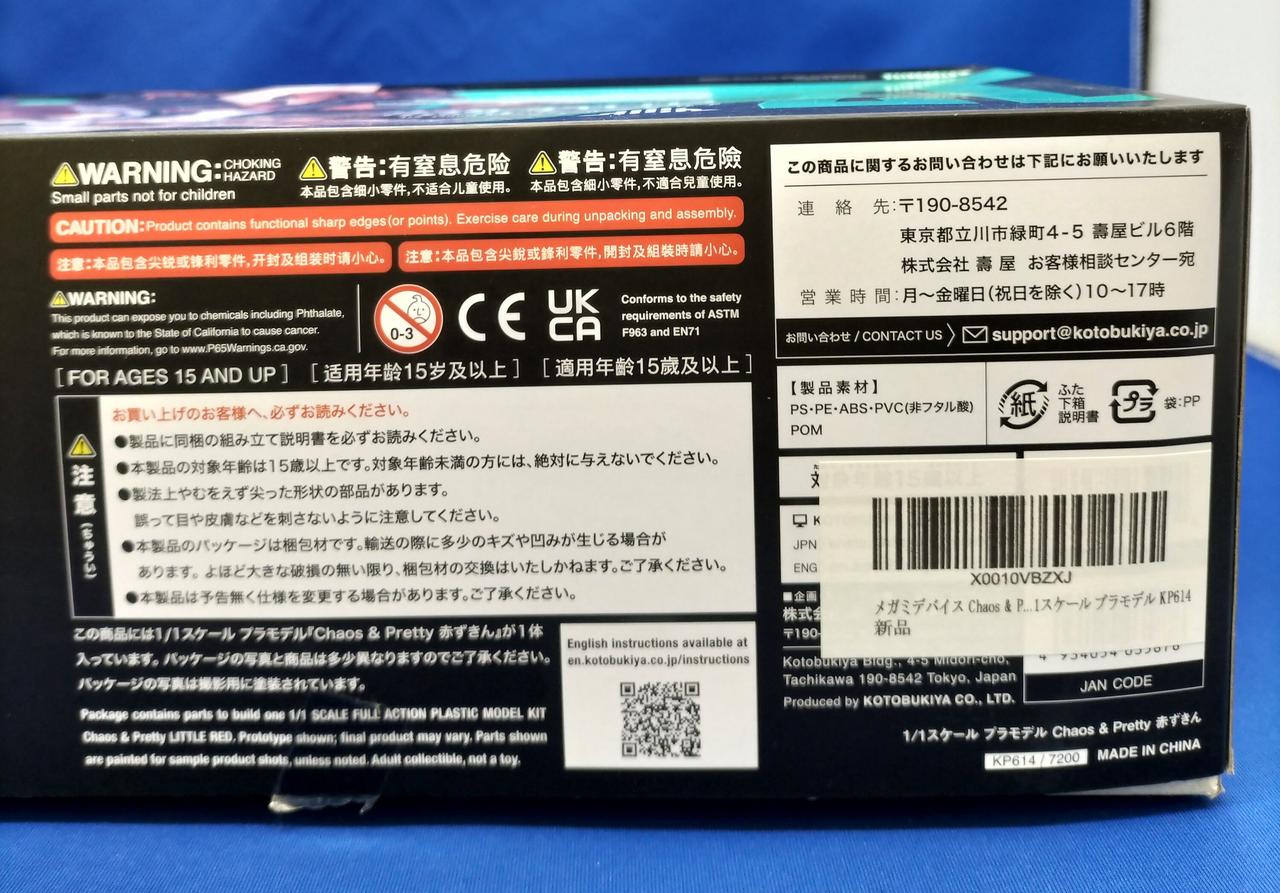 ⚠WARNING: CHOKING HAZARD
Small parts not for children
⚠警告:有窒息危险
本品包含细小零件,不适合儿童使用。
⚠警告:有窒息危險
本品包含細小零件,不適合兒童使用。
CAUTION: Product contains functional sharp edges (or points). Exercise care during unpacking and assembly.
注意:本品包含尖锐或锋利零件,开封及组装时请小心。
注意:本品包含尖銳或鋒利零件,開封及組裝時請小心。
⚠WARNING:
This product can expose you to chemicals including Phthalate,
which is known to the State of California to cause cancer.
For more information, go to www.P65Warnings.ca.gov.
0-3
CE
UK
CA
Conforms to the safety
requirements of ASTM
F963 and EN71
[ FOR AGES 15 AND UP ] [ 适用年龄15岁及以上 ] [ 適用年齡15歲及以上 ]
⚠注意(ちゅうい)
お買い上げのお客様へ、必ずお読みください。
●製品に同梱の組み立て説明書を必ずお読みください。
●本製品の対象年齢は15歳以上です。対象年齢未満の方には、絶対に与えないでください。
●製法上やむをえず尖った形状の部品があります。
誤って目や皮膚などを刺さないように注意してください。
●本製品のパッケージは梱包材です。輸送の際に多少のキズや凹みが生じる場合が
あります。よほど大きな破損の無い限り、梱包材の交換はいたしかねます。ご了承ください。
●本製品は予告無く仕様を変更する場合があります。ご了承ください。
この商品には1/1スケール プラモデル『Chaos & Pretty 赤ずきん』が1体
入っています。パッケージの写真と商品は多少異なりますのでご了承ください。
パッケージの写真は撮影用に塗装されています。
Package contains parts to build one 1/1 SCALE FULL ACTION PLASTIC MODEL KIT
Chaos & Pretty LITTLE RED. Prototype shown; final product may vary. Parts shown
are painted for sample product shots, unless noted. Adult collectible, not a toy.
English instructions available at
en.kotobukiya.co.jp/instructions
この商品に関するお問い合わせは下記にお願いいたします
連絡先:〒190-8542
東京都立川市緑町4-5 壽屋ビル6階
株式会社 壽屋 お客様相談センター宛
営業時間:月〜金曜日(祝日を除く)10〜17時
お問い合わせ / CONTACT US support@kotobukiya.co.jp
【製品素材】
PS・PE・ABS・PVC(非フタル酸)
POM
紙
ふた
下箱
説明書
プラ
袋:PP
対象年齢15歳以上
JPN
ENG
■企画
株式会
〒190-
X0010VBZXJ
メガミデバイス Chaos & P...1スケール プラモデル KP614
新品
Kotobukiya Bldg., 4-5 Midori-cho,
Tachikawa 190-8542 Tokyo, Japan
Produced by KOTOBUKIYA CO., LTD.
JAN CODE
1/1スケール プラモデル Chaos & Pretty 赤ずきん
KP614 / 7200 MADE IN CHINA